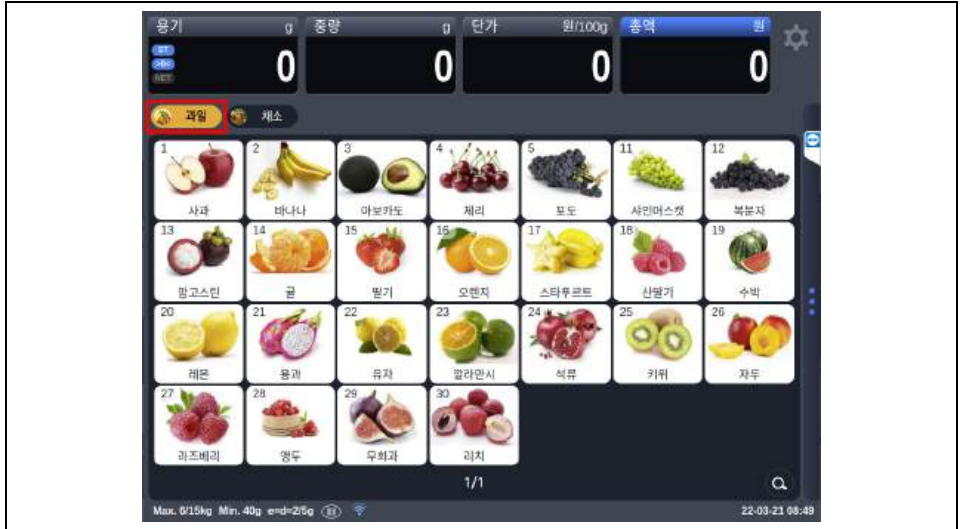 용기 g 중량 g 단가 원/100g 총액 원
ST
>0<
NET
0 0 0 0
과일 채소
1 2 3 4 5 11 12
사과 바나나 아보카도 체리 포도 샤인머스캣 복분자
13 14 15 16 17 18 19
망고스틴 귤 딸기 오렌지 스타푸르트 산딸기 수박
20 21 22 23 24 25 26
레몬 용과 유자 깔라만시 석류 키위 자두
27 28 29 30
라즈베리 앵두 무화과 리치
1/1
Max. 6/15kg Min. 40g e=d=2/5g III 22-03-21 08:49